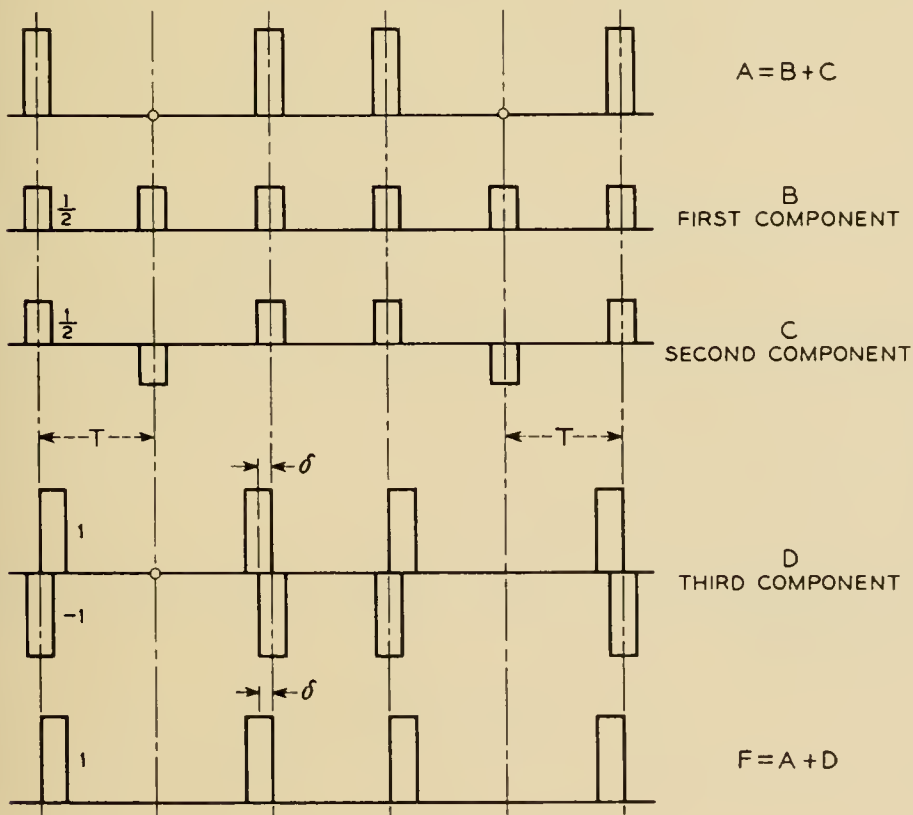 A = B + C
1/2
B
FIRST COMPONENT
1/2
C
SECOND COMPONENT
T
T
δ
1
D
THIRD COMPONENT
-1
δ
1
F = A + D